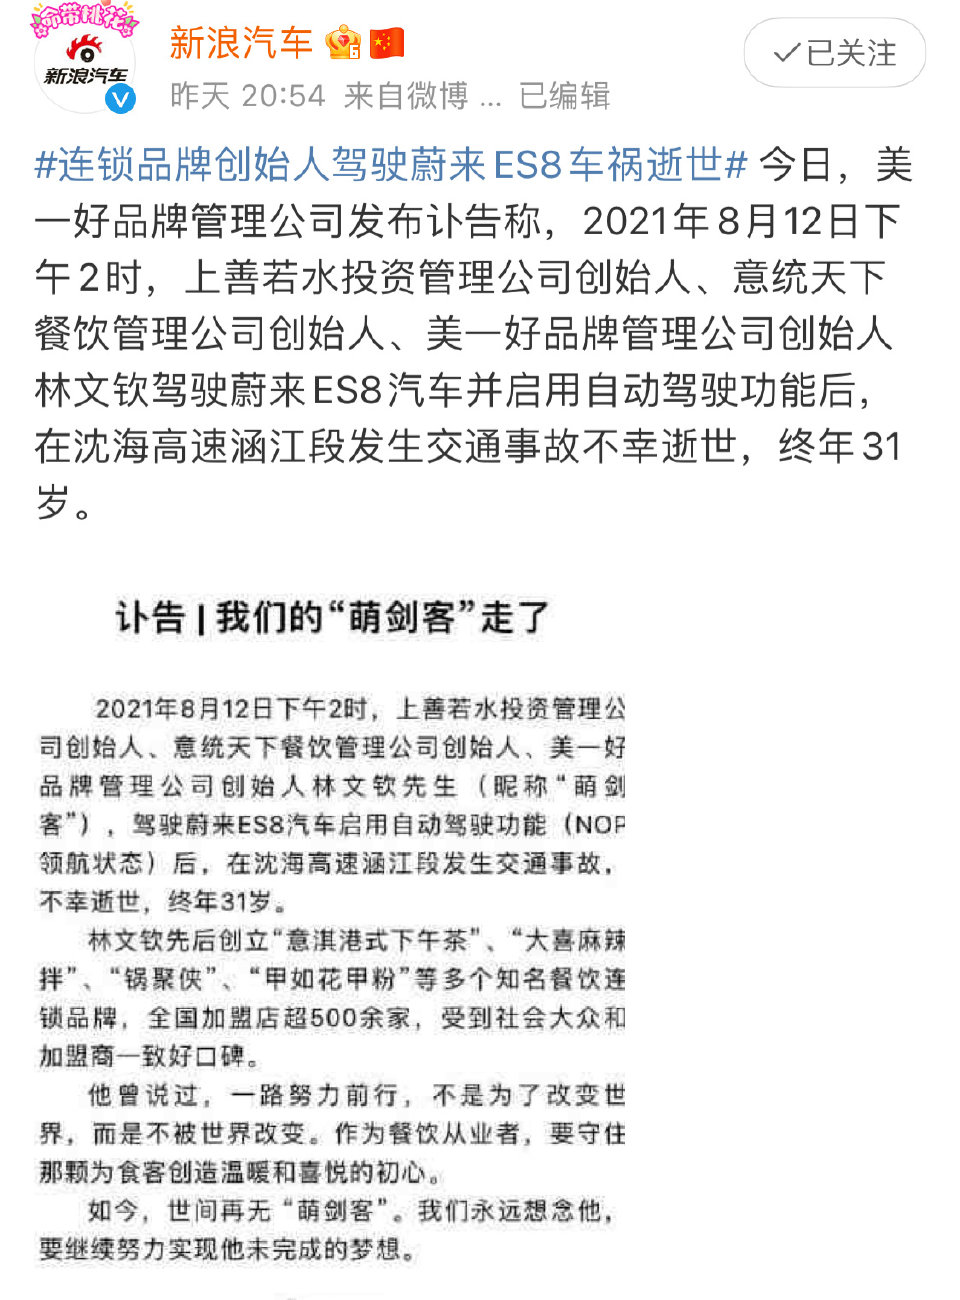 命带桃花
新浪汽车
新浪汽车 6
昨天 20:54 来自微博 ... 已编辑
已关注
#连锁品牌创始人驾驶蔚来ES8车祸逝世# 今日，美
一好品牌管理公司发布讣告称，2021年8月12日下
午2时，上善若水投资管理公司创始人、意统天下
餐饮管理公司创始人、美一好品牌管理公司创始人
林文钦驾驶蔚来ES8汽车并启用自动驾驶功能后，
在沈海高速涵江段发生交通事故不幸逝世，终年31
岁。
讣告 | 我们的“萌剑客”走了
2021年8月12日下午2时，上善若水投资管理公
司创始人、意统天下餐饮管理公司创始人、美一好
品牌管理公司创始人林文钦先生（昵称“萌剑
客”），驾驶蔚来ES8汽车启用自动驾驶功能（NOP
领航状态）后，在沈海高速涵江段发生交通事故，
不幸逝世，终年31岁。
林文钦先后创立“意淇港式下午茶”、“大喜麻辣
拌”、“锅聚侠”、“甲如花甲粉”等多个知名餐饮连
锁品牌，全国加盟店超500余家，受到社会大众和
加盟商一致好口碑。
他曾说过，一路努力前行，不是为了改变世
界，而是不被世界改变。作为餐饮从业者，要守住
那颗为食客创造温暖和喜悦的初心。
如今，世间再无“萌剑客”。我们永远想念他，
要继续努力实现他未完成的梦想。